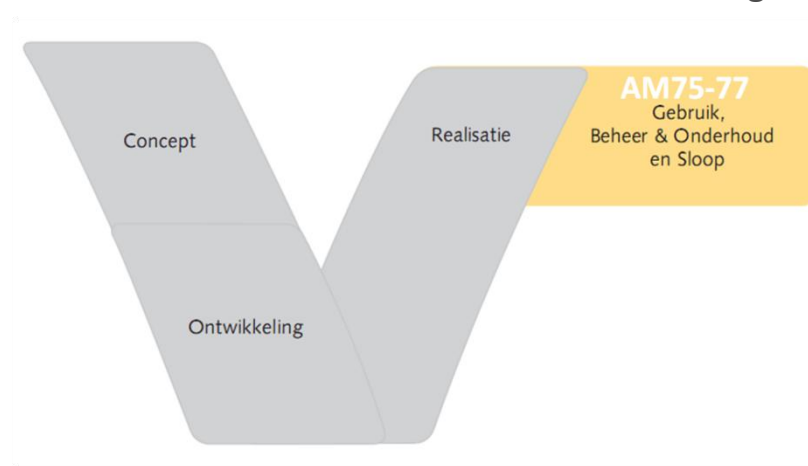 Concept
Ontwikkeling
Realisatie
AM75-77
Gebruik,
Beheer & Onderhoud
en Sloop